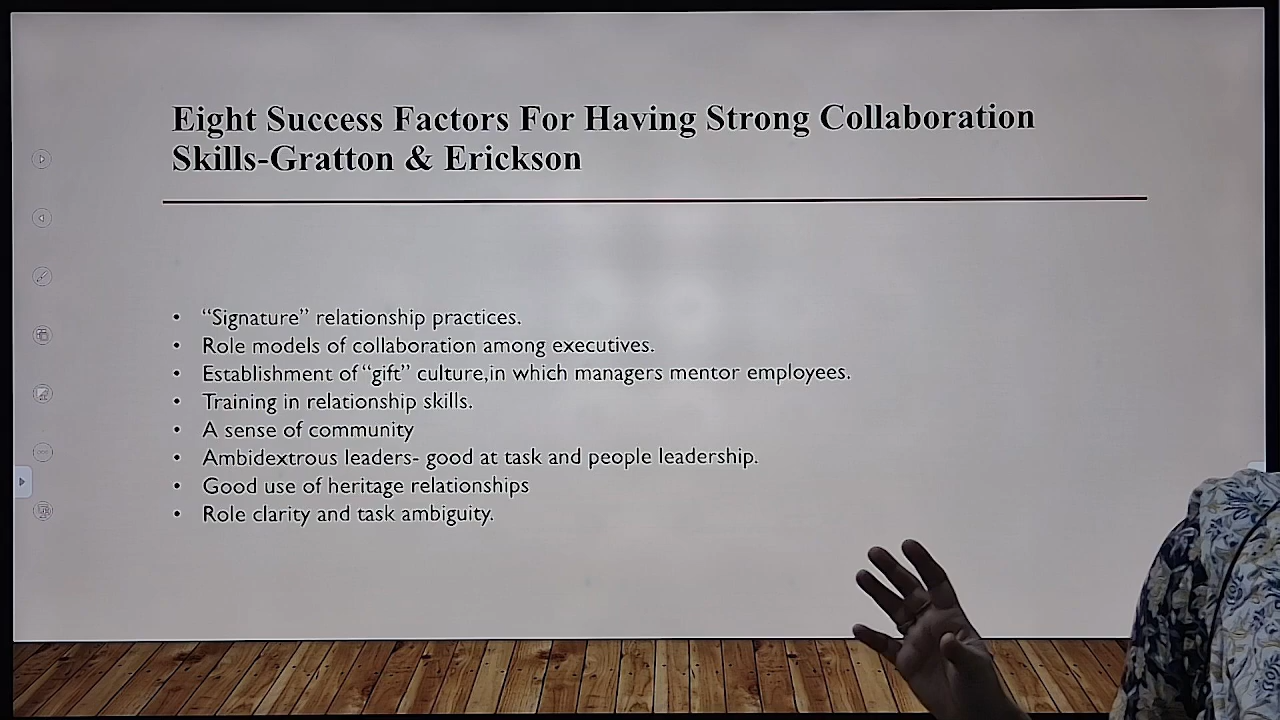 Eight Success Factors For Having Strong Collaboration
Skills-Gratton & Erickson
• “Signature” relationship practices.
• Role models of collaboration among executives.
• Establishment of “gift” culture,in which managers mentor employees.
• Training in relationship skills.
• A sense of community
• Ambidextrous leaders- good at task and people leadership.
• Good use of heritage relationships
• Role clarity and task ambiguity.